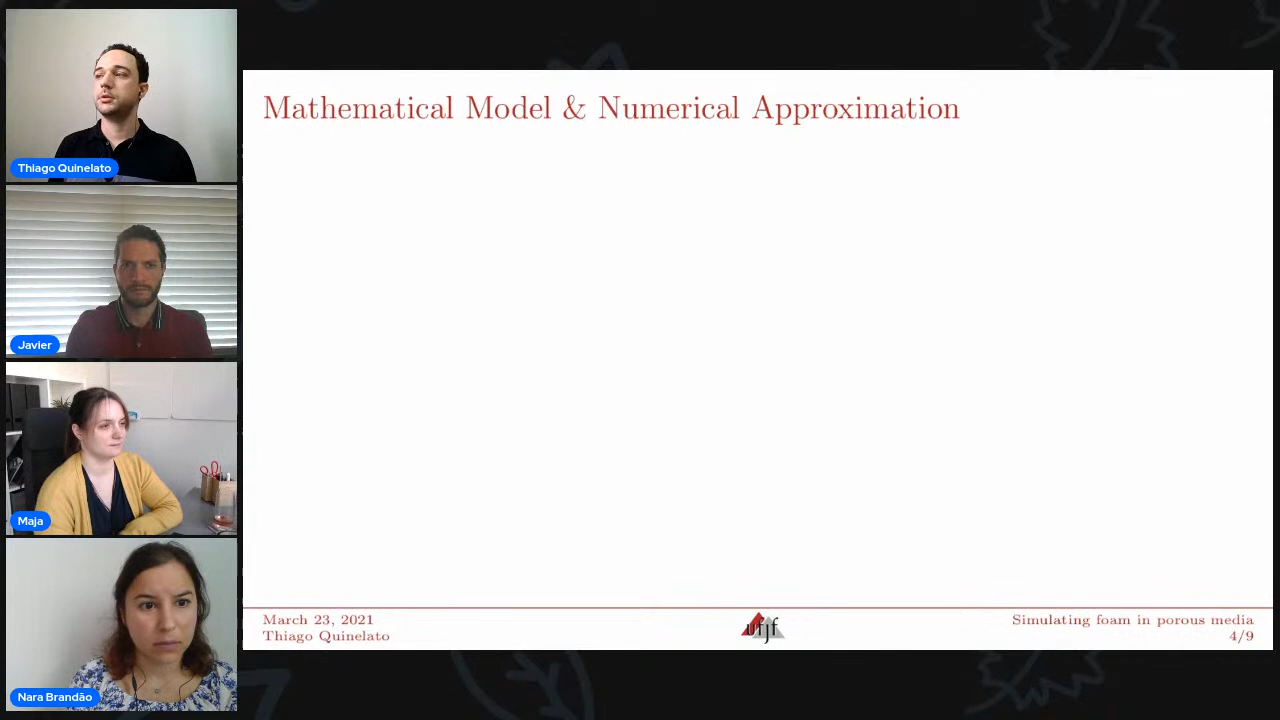 Thiago Quinelato
Javier
Maja
Nara Brandão
Mathematical Model & Numerical Approximation
March 23, 2021
Thiago Quinelato
ufjf
Simulating foam in porous media
4/9